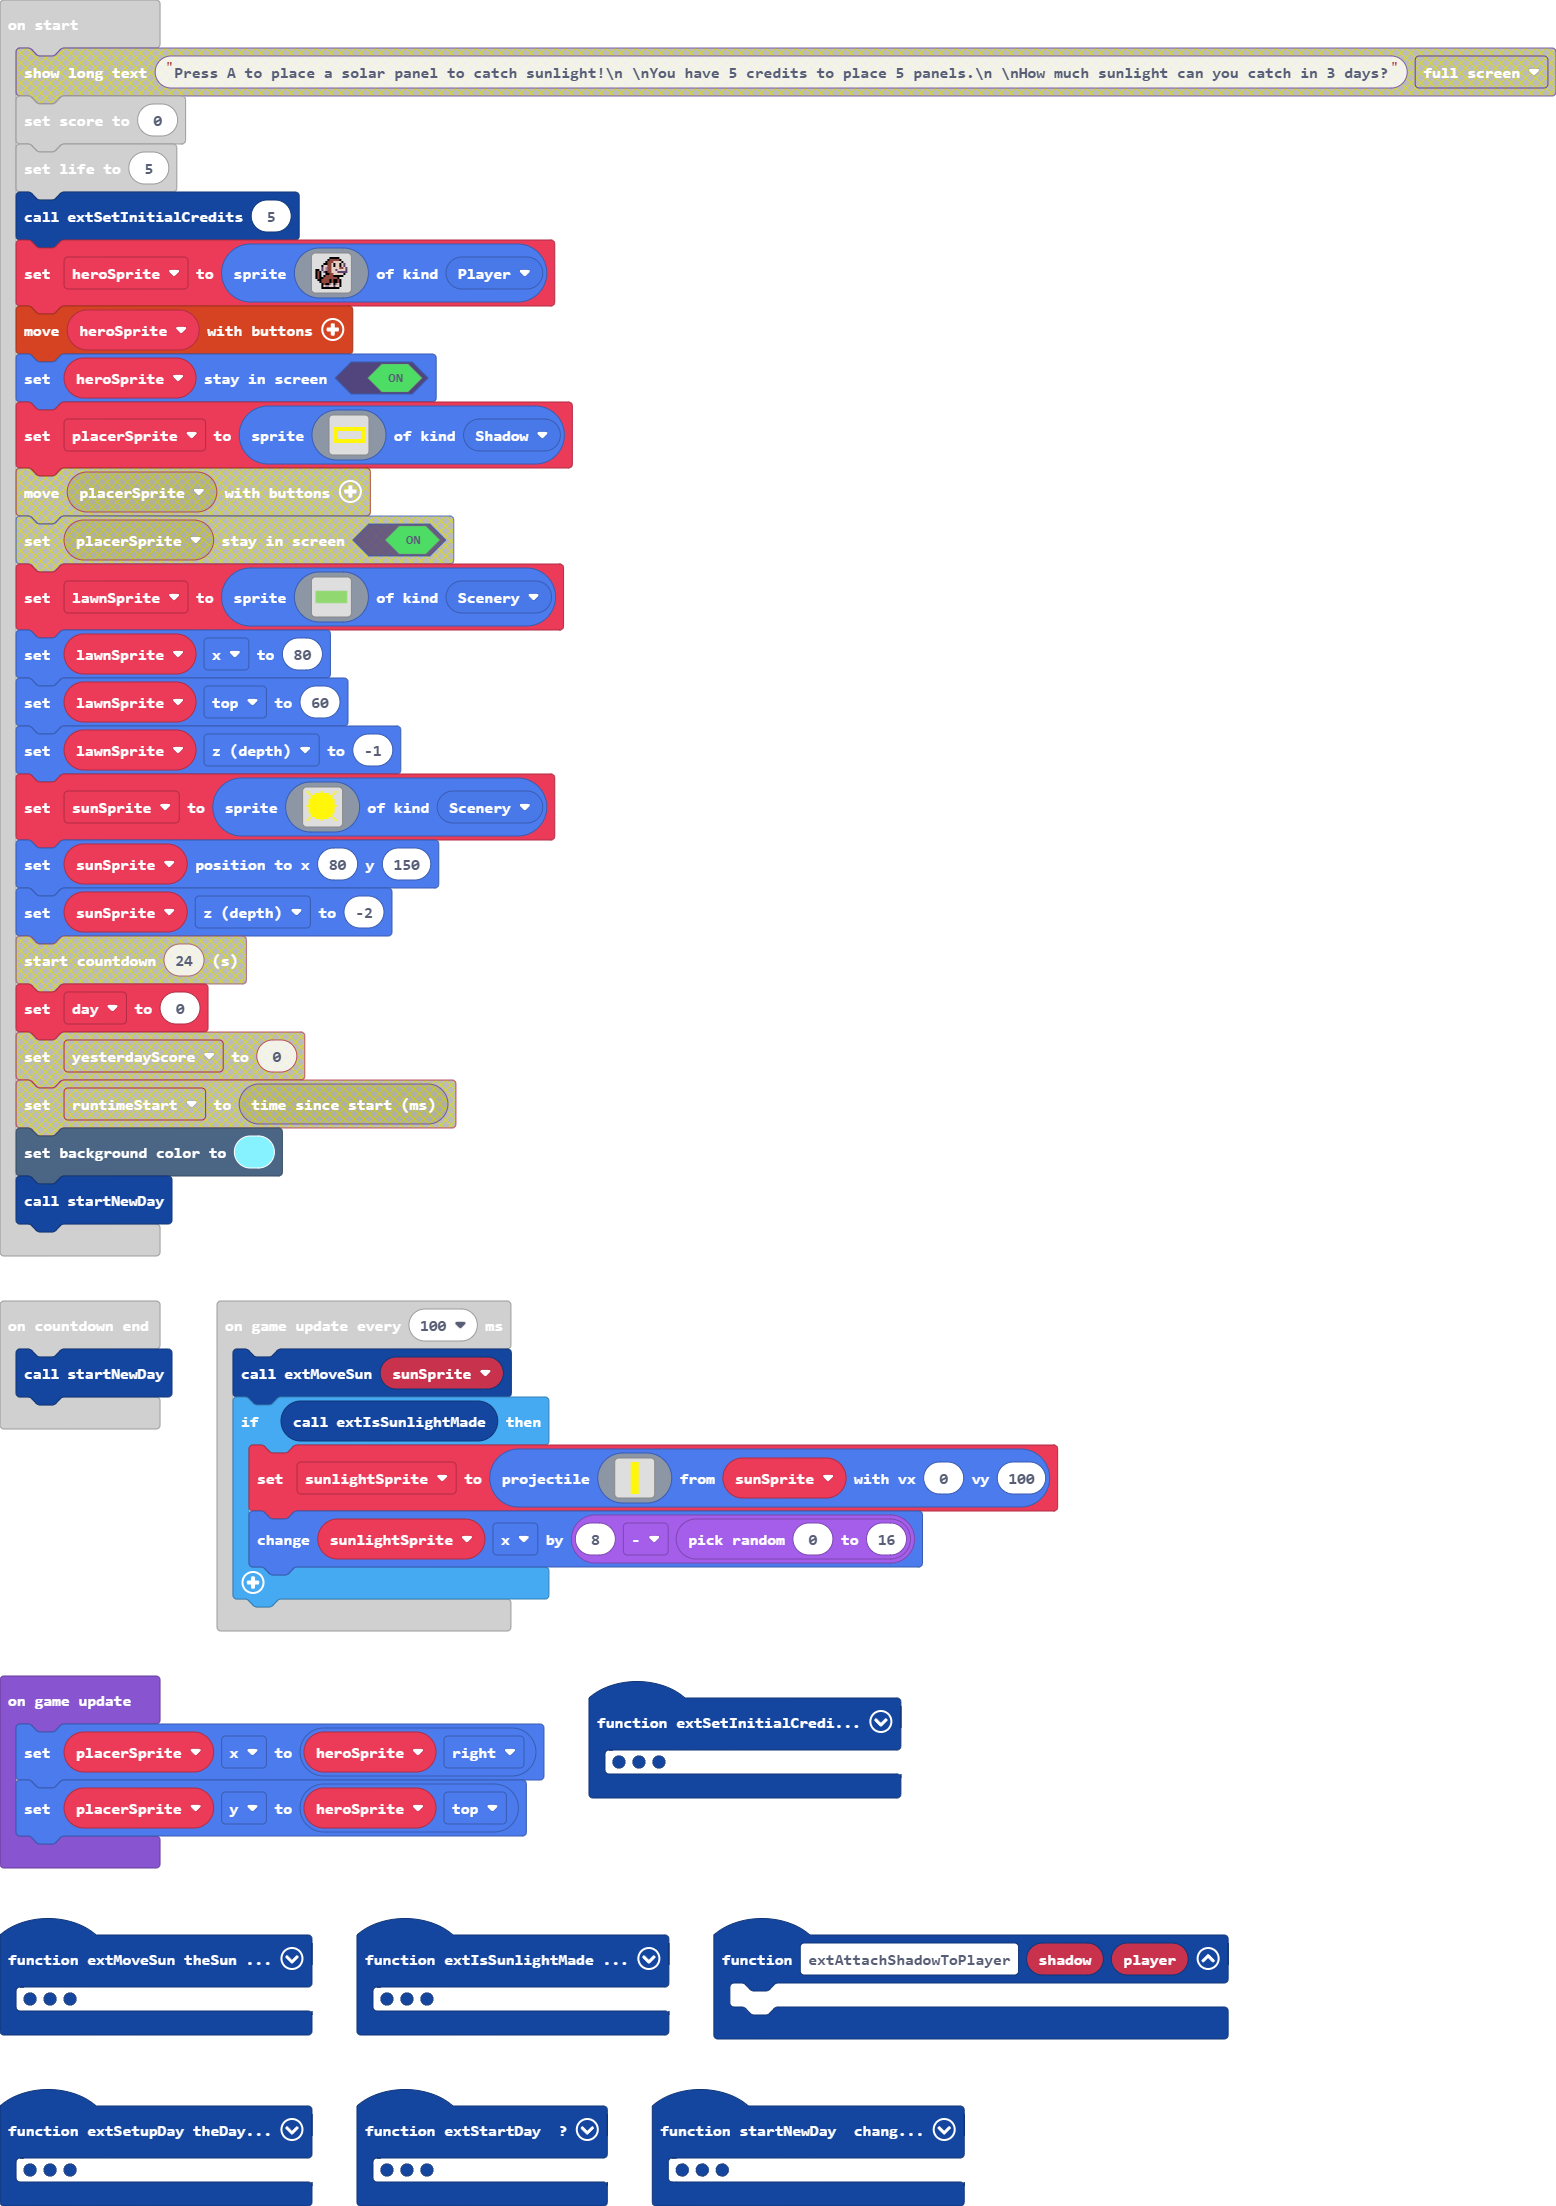 on start
show long text "Press A to place a solar panel to catch sunlight!\n \nYou have 5 credits to place 5 panels.\n \nHow much sunlight can you catch in 3 days?" full screen
set score to 0
set life to 5
call extSetInitialCredits 5
set heroSprite to sprite of kind Player
move heroSprite with buttons
set heroSprite stay in screen ON
set placerSprite to sprite of kind Shadow
move placerSprite with buttons
set placerSprite stay in screen ON
set lawnSprite to sprite of kind Scenery
set lawnSprite x to 80
set lawnSprite top to 60
set lawnSprite z (depth) to -1
set sunSprite to sprite of kind Scenery
set sunSprite position to x 80 y 150
set sunSprite z (depth) to -2
start countdown 24 (s)
set day to 0
set yesterdayScore to 0
set runtimeStart to time since start (ms)
set background color to
call startNewDay
on countdown end
call startNewDay
on game update every 100 ms
call extMoveSun sunSprite
if call extIsSunlightMade then
set sunlightSprite to projectile from sunSprite with vx 0 vy 100
change sunlightSprite x by 8 - pick random 0 to 16
on game update
set placerSprite x to heroSprite right
set placerSprite y to heroSprite top
function extSetInitialCredi...
function extMoveSun theSun ...
function extIsSunlightMade ...
function extAttachShadowToPlayer shadow player
function extSetupDay theDay...
function extStartDay ?
function startNewDay chang...